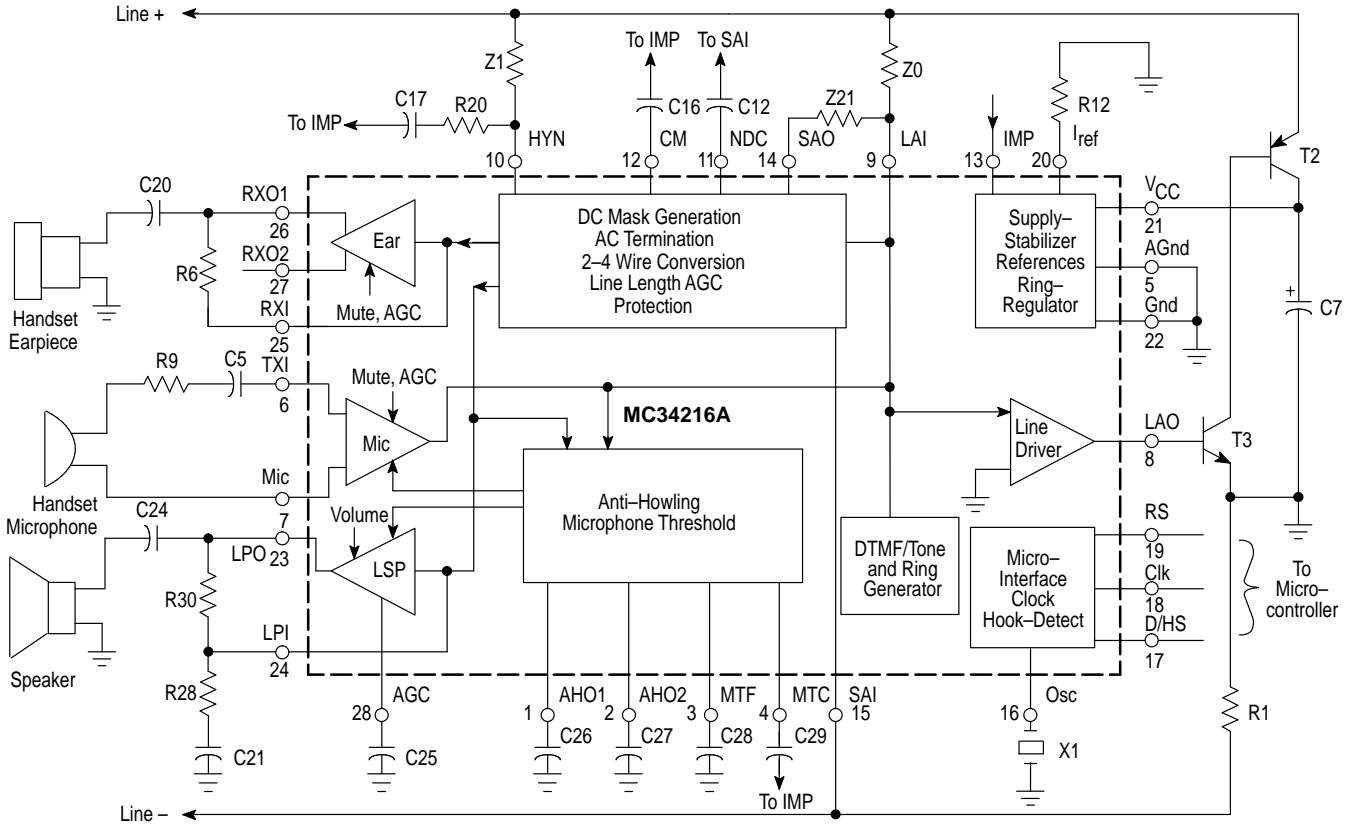 Line +
To IMP
To SAI
Z1
Z0
C17
R20
C16
C12
Z21
R12
To IMP
HYN
CM
NDC
SAO
LAI
IMP
Iref
T2
10
12
11
14
9
13
20
C20
RXO1
26
Ear
DC Mask Generation
AC Termination
2–4 Wire Conversion
Line Length AGC
Protection
Supply–
Stabilizer
References
Ring–
Regulator
VCC
21
AGnd
5
Gnd
22
C7
+
RXO2
27
R6
Mute, AGC
RXI
25
Handset
Earpiece
R9
C5
TXI
6
Mute, AGC
MC34216A
Mic
Line
Driver
LAO
8
T3
Mic
7
Handset
Microphone
C24
Volume
Anti–Howling
Microphone Threshold
LPO
23
LSP
DTMF/Tone
and Ring
Generator
Micro–
Interface
Clock
Hook–Detect
RS
19
Clk
18
D/HS
17
To
Micro–
controller
R30
LPI
24
Speaker
R28
AGC
28
AHO1
1
AHO2
2
MTF
3
MTC
4
SAI
15
Osc
16
R1
C21
C25
C26
C27
C28
C29
X1
To IMP
Line –